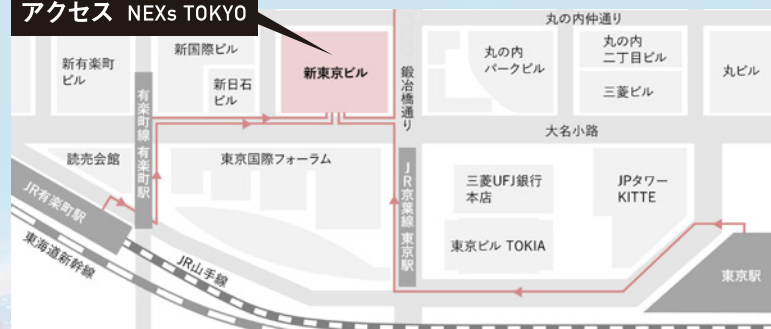 アクセス NEXs TOKYO
丸の内仲通り
新有楽町
ビル
新国際ビル
新日石
ビル
新東京ビル
鍛冶橋通り
丸の内
パークビル
丸の内
二丁目ビル
三菱ビル
丸ビル
有楽町線 有楽町駅
大名小路
読売会館
東京国際フォーラム
JR京葉線 東京駅
三菱UFJ銀行
本店
JPタワー
KITTE
JR有楽町駅
東海道新幹線
JR山手線
東京ビル TOKIA
東京駅